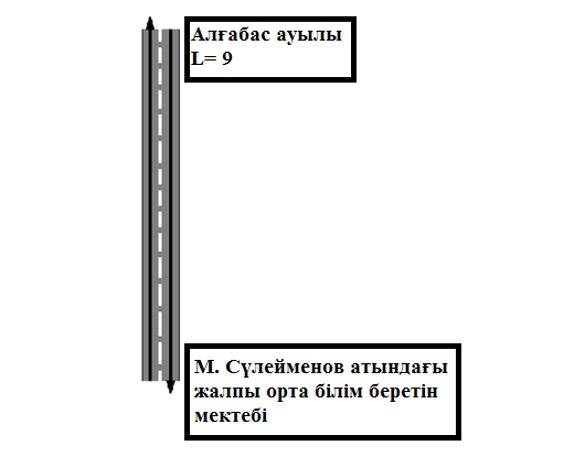 Алғабас ауылы
L= 9
М. Сүлейменов атындағы
жалпы орта білім беретін
мектебі